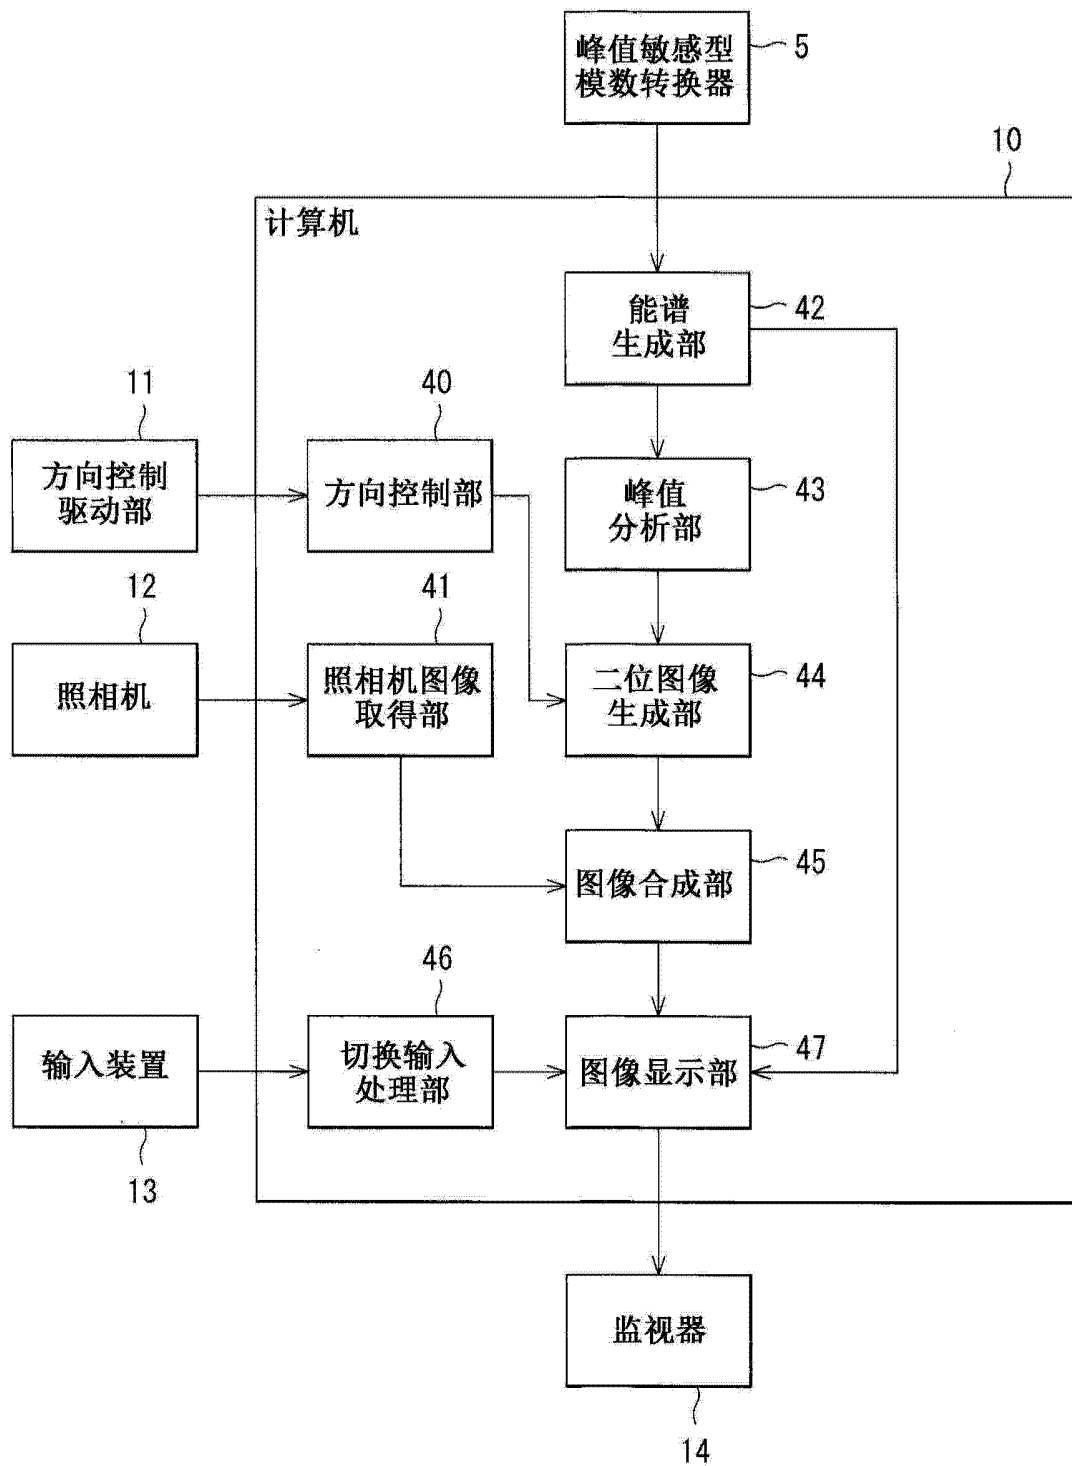 峰值敏感型
模数转换器
5
10
计算机
能谱
生成部
42
11
40
方向控制
驱动部
方向控制部
峰值
分析部
43
12
41
照相机
照相机图像
取得部
二位图像
生成部
44
图像合成部
45
46
输入装置
切换输入
处理部
图像显示部
47
13
监视器
14